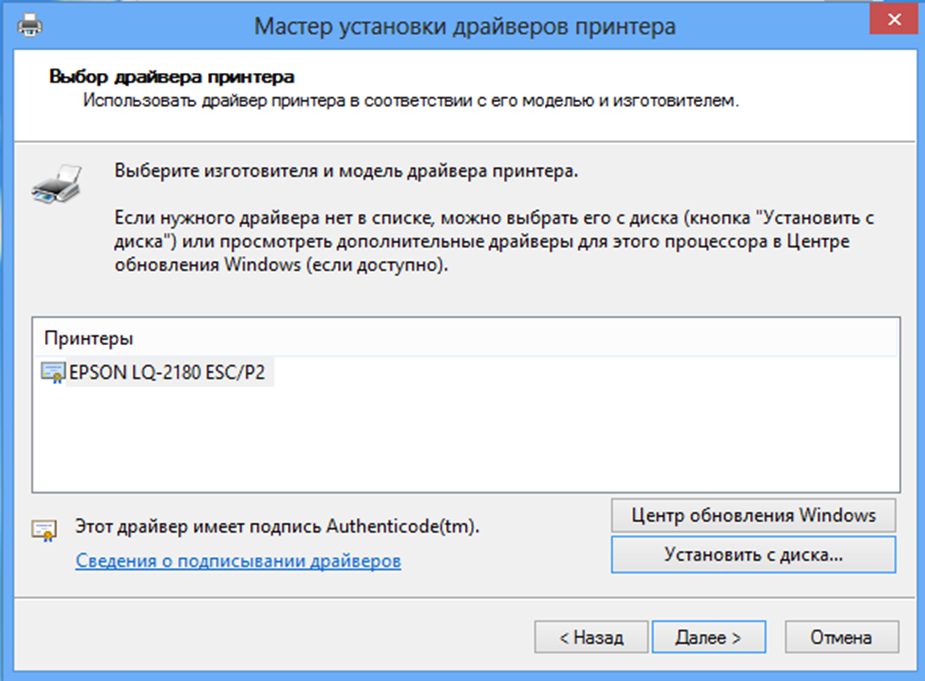 Мастер установки драйверов принтера
Выбор драйвера принтера
Использовать драйвер принтера в соответствии с его моделью и изготовителем.
Выберите изготовителя и модель драйвера принтера.
Если нужного драйвера нет в списке, можно выбрать его с диска (кнопка "Установить с
диска") или просмотреть дополнительные драйверы для этого процессора в Центре
обновления Windows (если доступно).
Принтеры
EPSON LQ-2180 ESC/P2
Этот драйвер имеет подпись Authenticode(tm).
Сведения о подписывании драйверов
Центр обновления Windows
Установить с диска...
< Назад
Далее >
Отмена